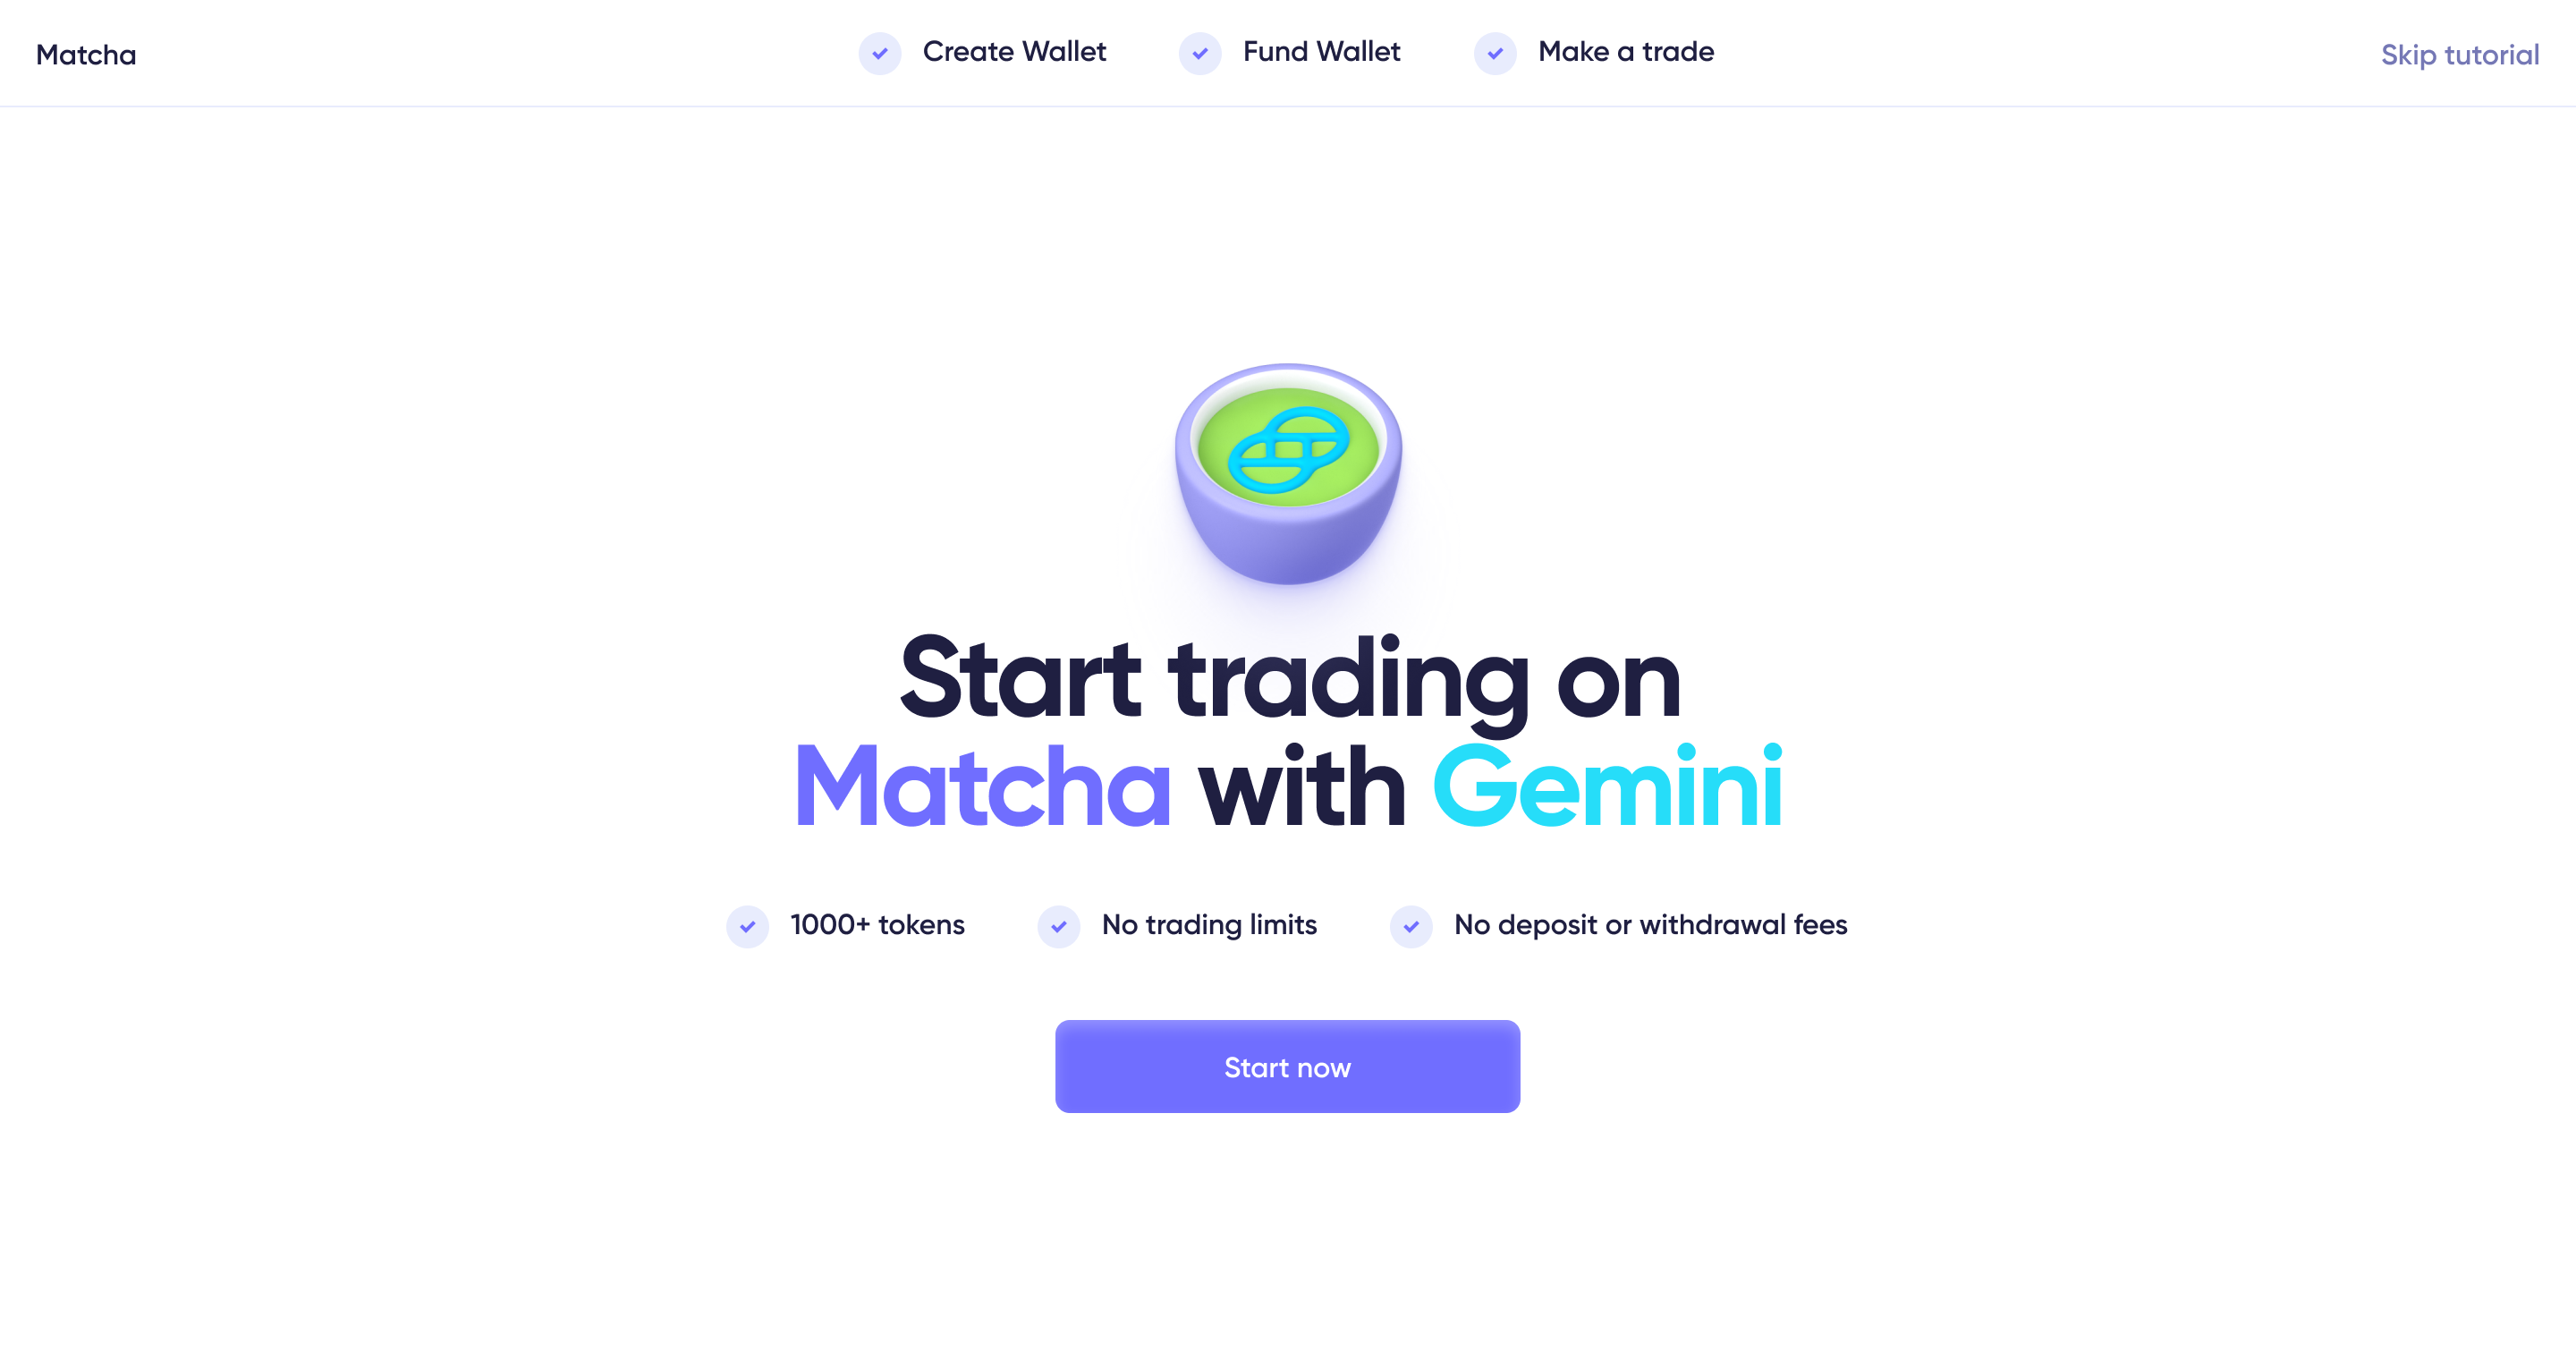 Matcha
Create Wallet
Fund Wallet
Make a trade
Skip tutorial
Start trading on
Matcha with Gemini
1000+ tokens
No trading limits
No deposit or withdrawal fees
Start now